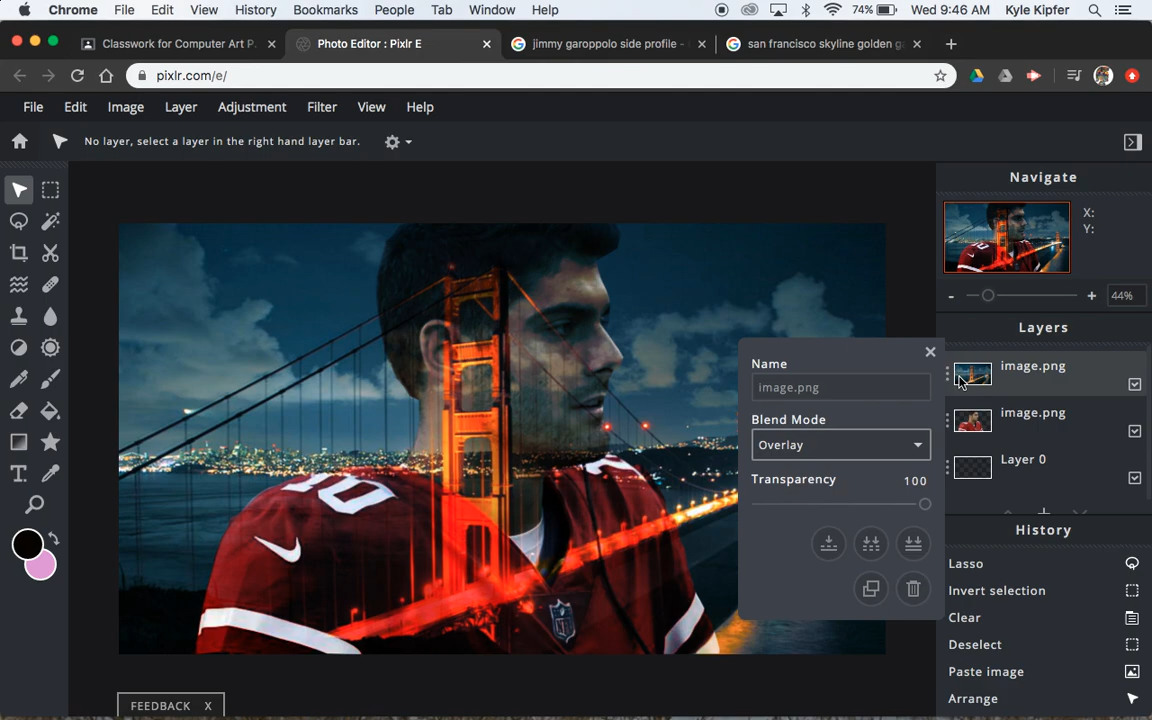 Chrome File Edit View History Bookmarks People Tab Window Help 74% Wed 9:46 AM Kyle Kipfer
Classwork for Computer Art P Photo Editor : Pixlr E jimmy garoppolo side profile - san francisco skyline golden ga
pixlr.com/e/
File Edit Image Layer Adjustment Filter View Help
No layer, select a layer in the right hand layer bar.
Navigate
X:
Y:
- + 44%
Layers
image.png
image.png
Layer 0
Name
image.png
Blend Mode
Overlay
Transparency 100
History
Lasso
Invert selection
Clear
Deselect
Paste image
Arrange
10
NFL
T
FEEDBACK X